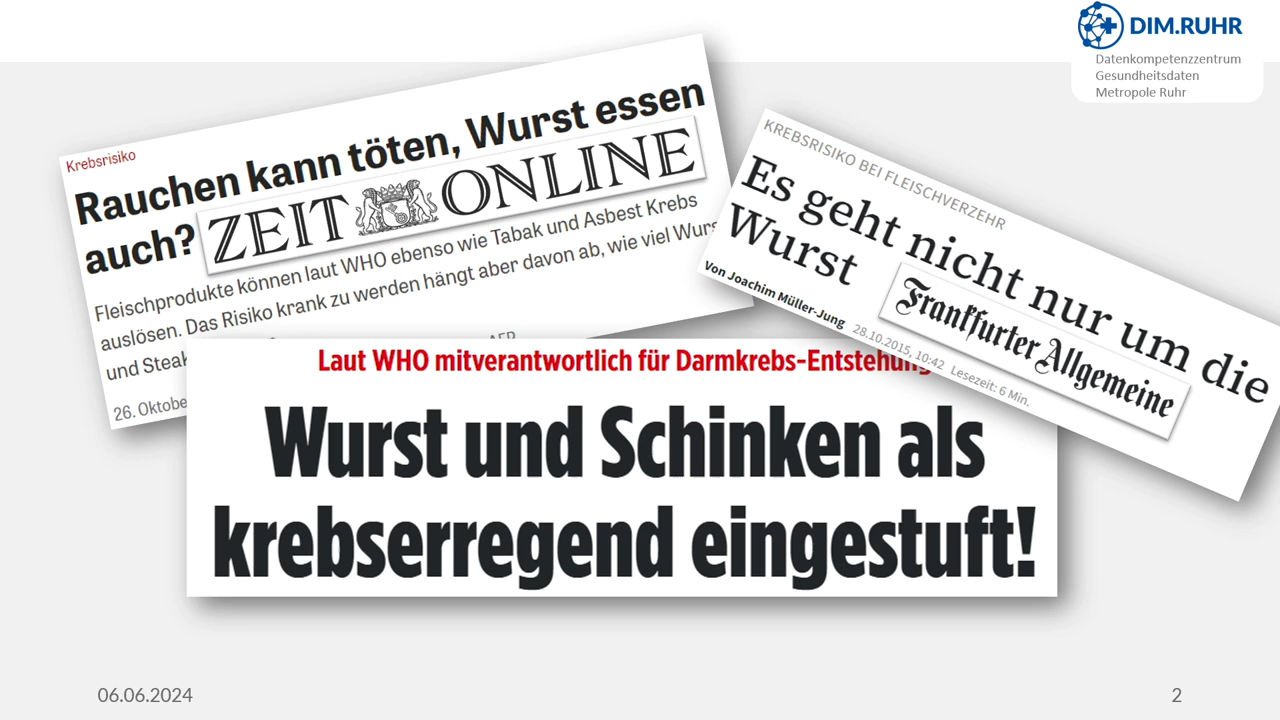 DIM.RUHR
Datenkompetenzzentrum
Gesundheitsdaten
Metropole Ruhr
Krebsrisiko
Rauchen kann töten, Wurst essen
auch?
ZEIT ONLINE
Fleischprodukte können laut WHO ebenso wie Tabak und Asbest Krebs
auslösen. Das Risiko krank zu werden hängt aber davon ab, wie viel Wurs
und Steak
AFP
26. Oktobe
KREBSRISIKO BEI FLEISCHVERZEHR
Es geht nicht nur um die
Wurst
Frankfurter Allgemeine
Von Joachim Müller-Jung
28.10.2015, 10:42 Lesezeit: 6 Min.
Laut WHO mitverantwortlich für Darmkrebs-Entstehung
Wurst und Schinken als
krebserregend eingestuft!
06.06.2024
2